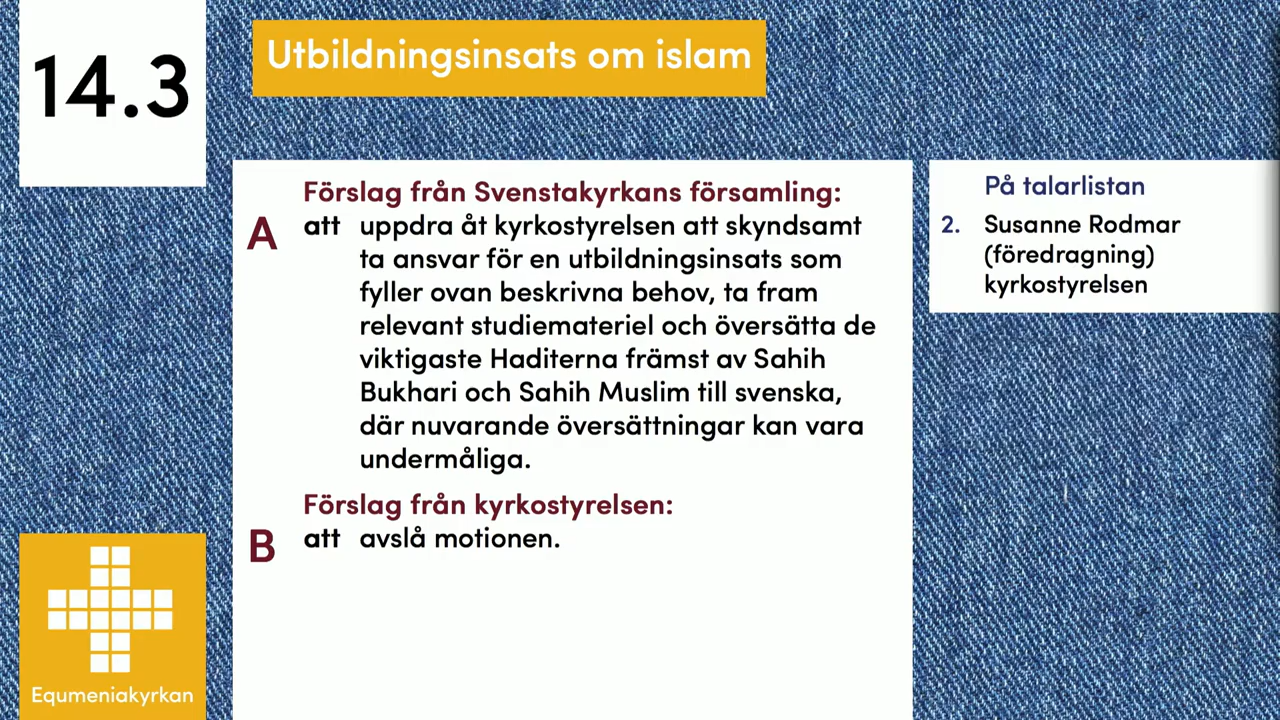 14.3
Utbildningsinsats om islam
Förslag från Svenstakyrkans församling:
A att uppdra åt kyrkostyrelsen att skyndsamt
ta ansvar för en utbildningsinsats som
fyller ovan beskrivna behov, ta fram
relevant studiemateriel och översätta de
viktigaste Haditerna främst av Sahih
Bukhari och Sahih Muslim till svenska,
där nuvarande översättningar kan vara
undermåliga.
Förslag från kyrkostyrelsen:
B att avslå motionen.
På talarlistan
2. Susanne Rodmar
(föredragning)
kyrkostyrelsen
Equmeniakyrkan